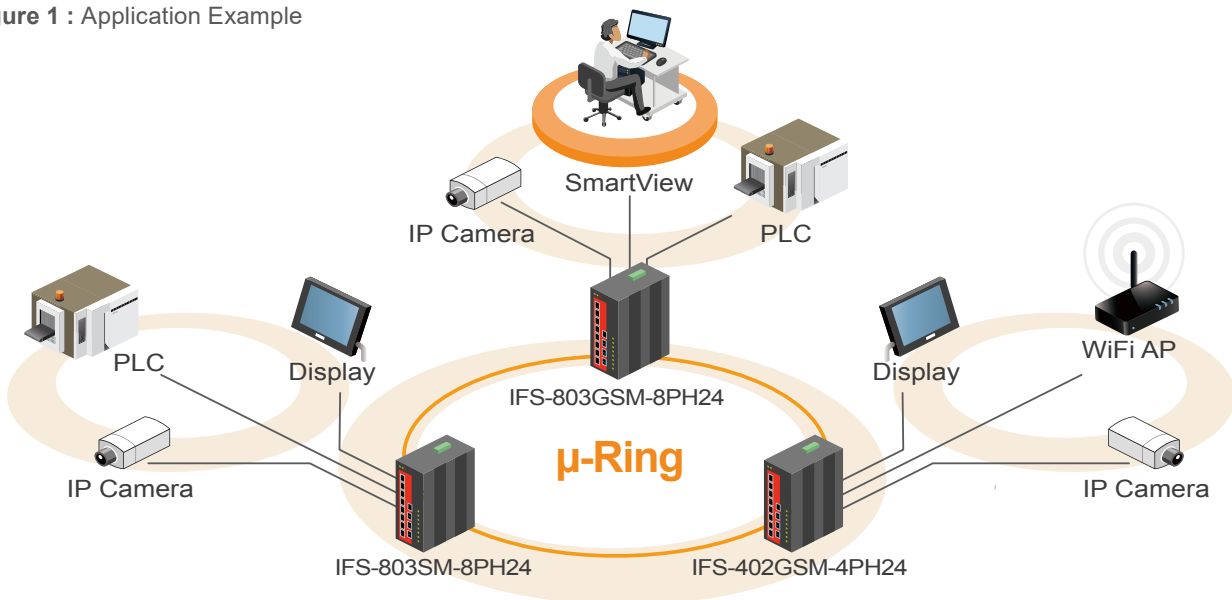 gure 1 : Application Example
SmartView
IP Camera
PLC
PLC
Display
Display
WiFi AP
IFS-803GSM-8PH24
µ-Ring
IP Camera
IP Camera
IFS-803SM-8PH24
IFS-402GSM-4PH24